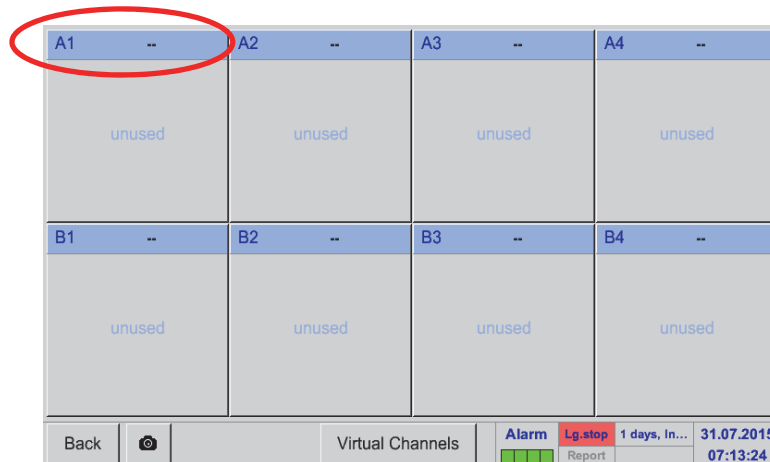 A1 -- A2 -- A3 -- A4 --
unused unused unused unused
B1 -- B2 -- B3 -- B4 --
unused unused unused unused
Back Virtual Channels Alarm Lg.stop 1 days, In... 31.07.2015
Report 07:13:24